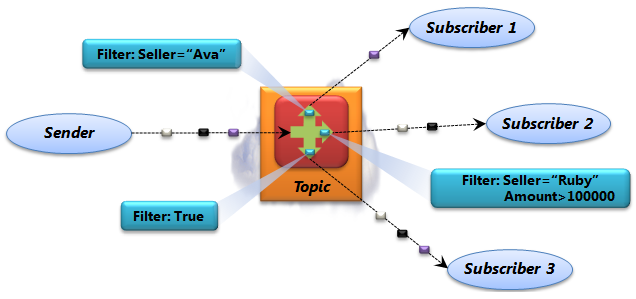 Subscriber 1
Filter: Seller=“Ava”
Sender
Subscriber 2
Topic
Filter: Seller=“Ruby”
Amount>100000
Filter: True
Subscriber 3